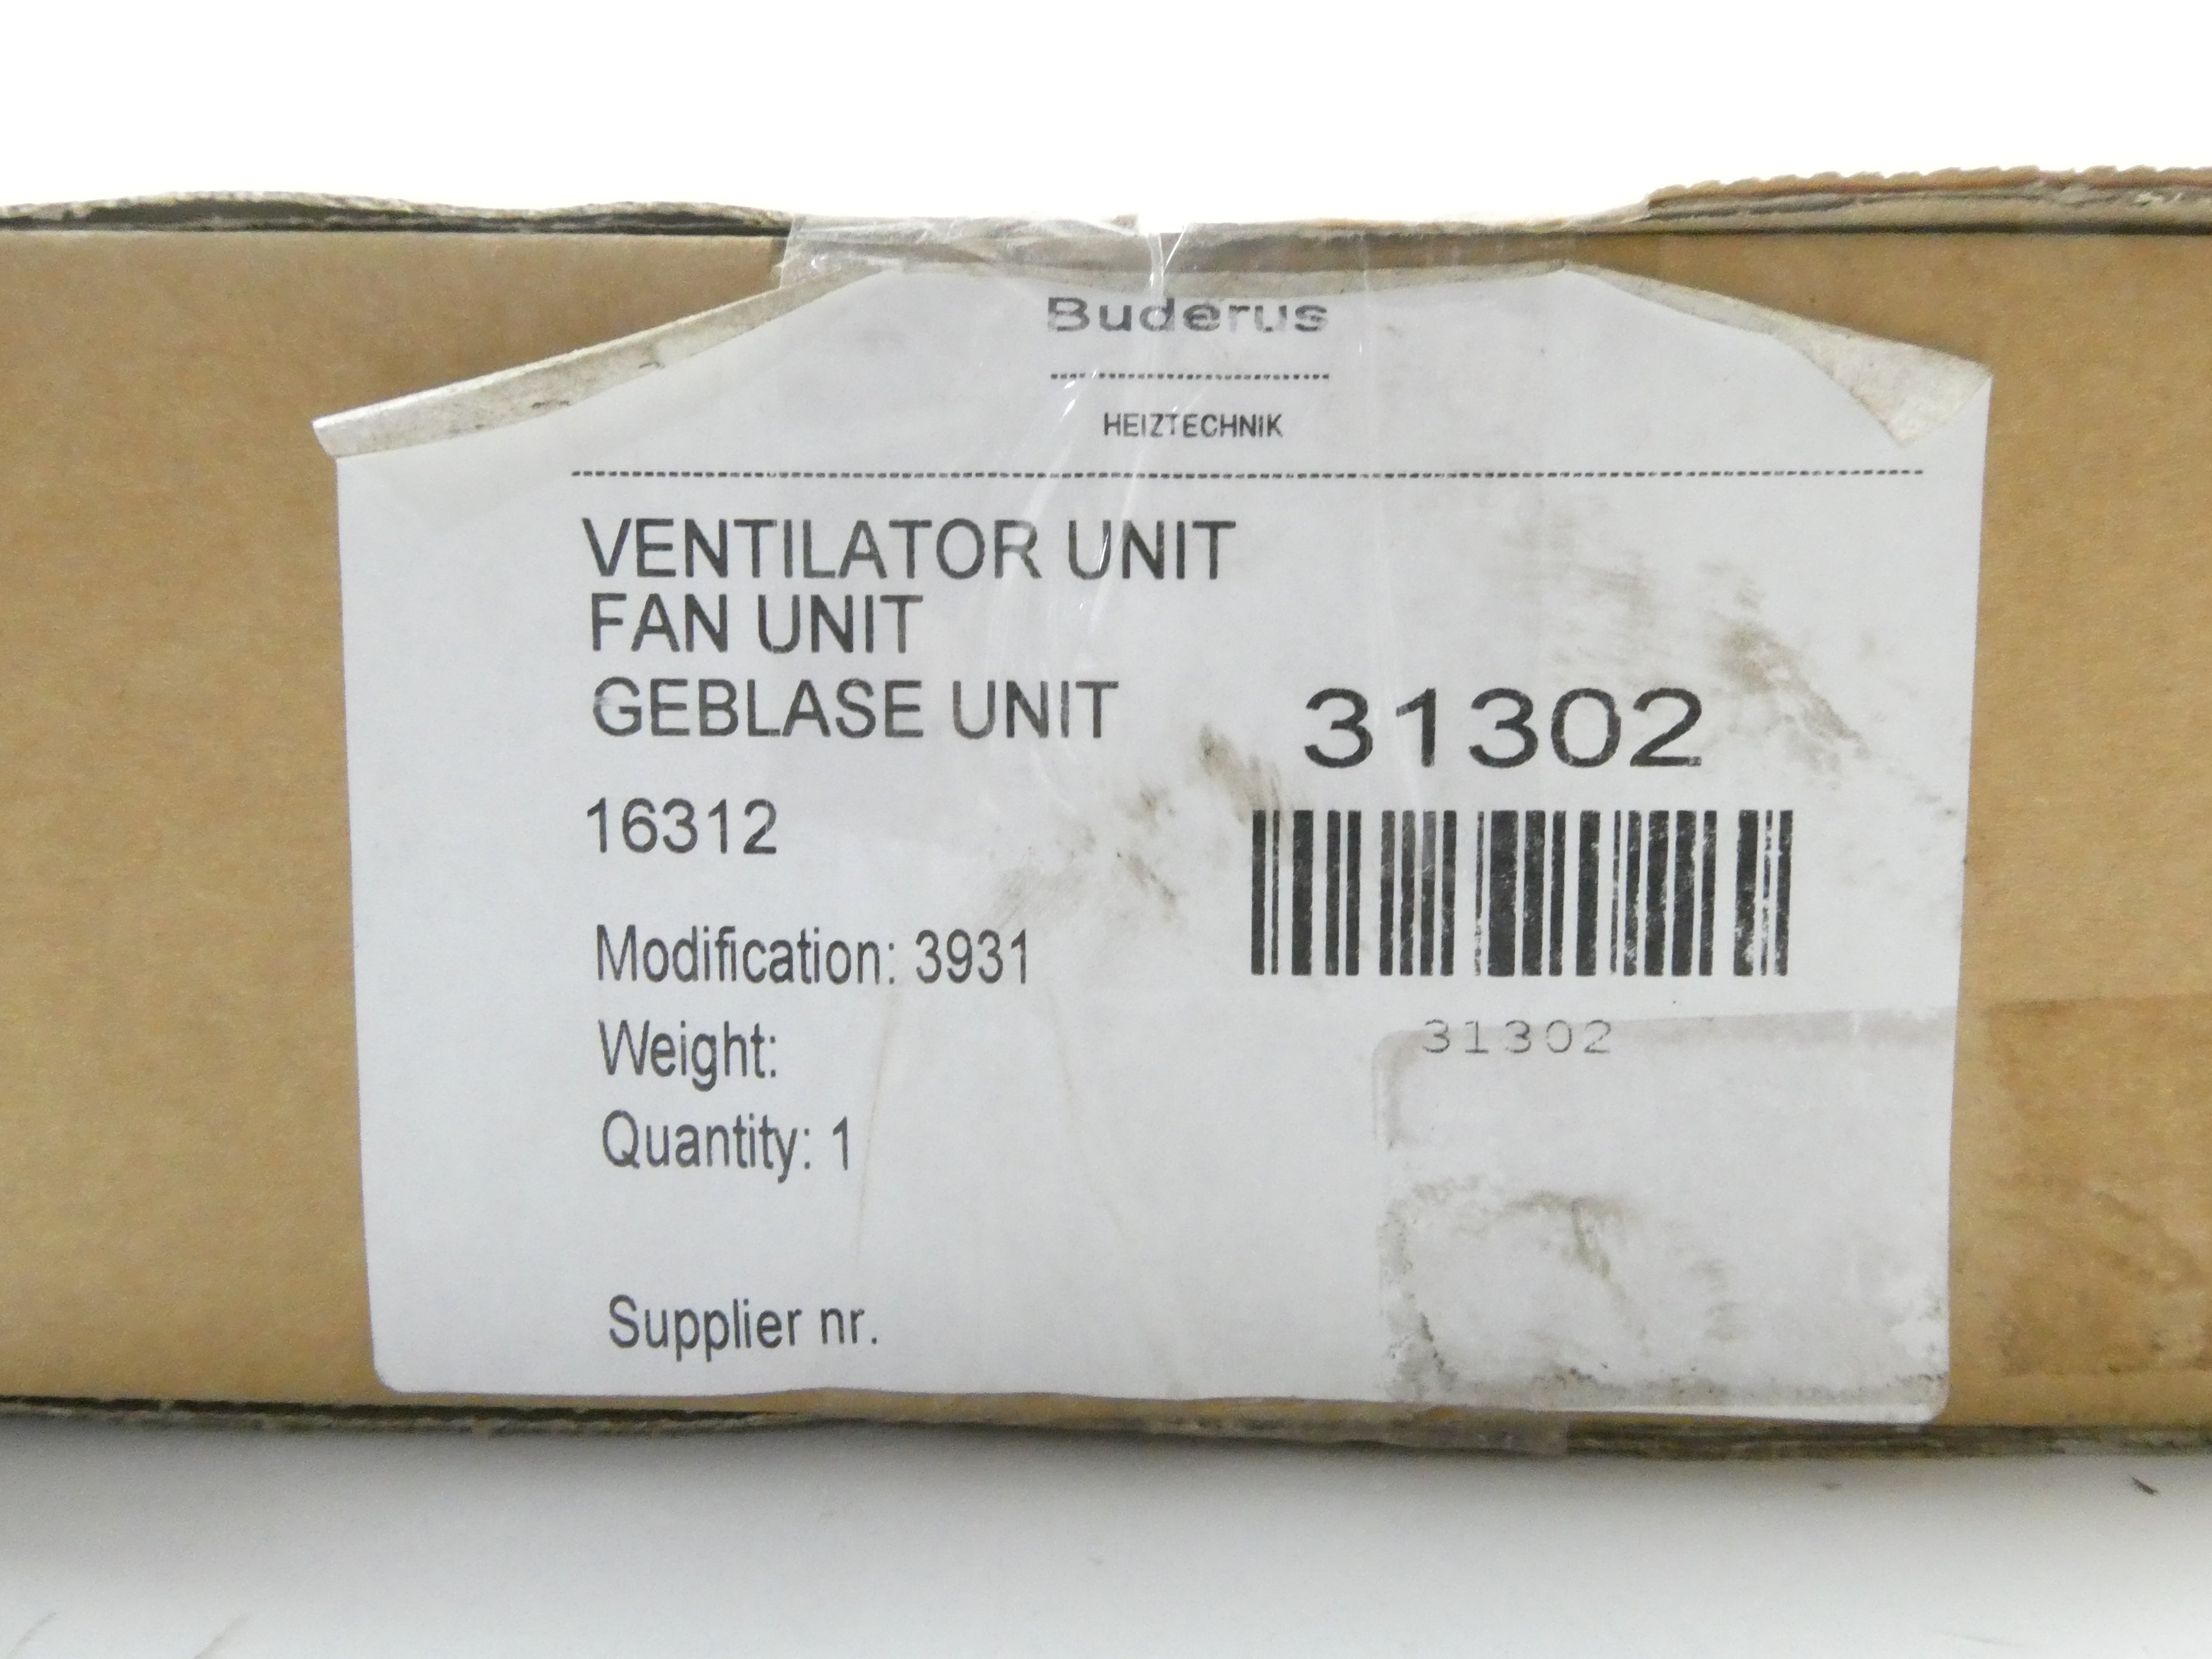 Buderus
HEIZTECHNIK
VENTILATOR UNIT
FAN UNIT
GEBLASE UNIT
31302
16312
Modification: 3931
Weight:
31302
Quantity: 1
Supplier nr.